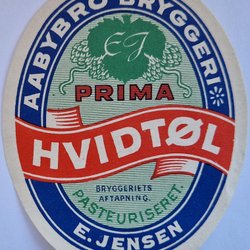 AABYBRO BRYGGERI
EJ
PRIMA
HVIDTØL
BRYGGERIETS
AFTAPNING.
PASTEURISERET.
E. JENSEN